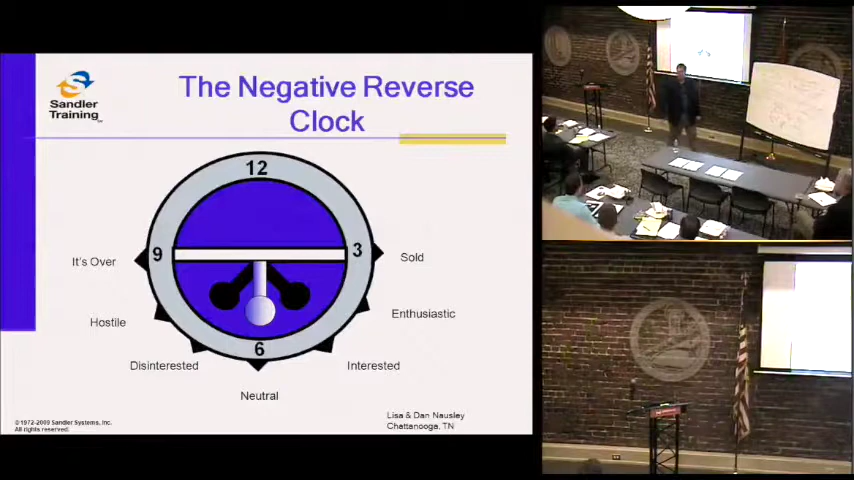 Sandler
Training
The Negative Reverse
Clock
12
9
3
6
It's Over
Sold
Hostile
Enthusiastic
Disinterested
Interested
Neutral
©1972-2009 Sandler Systems, Inc.
All rights reserved.
Lisa & Dan Nausley
Chattanooga, TN